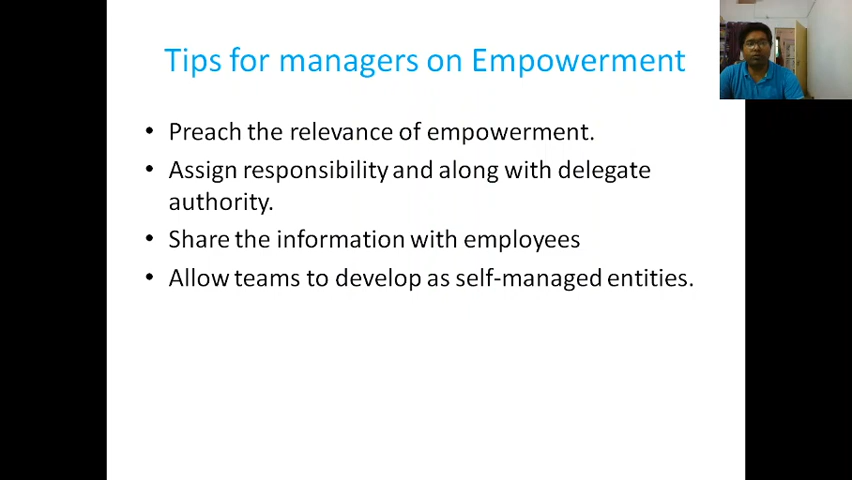 Tips for managers on Empowerment
• Preach the relevance of empowerment.
• Assign responsibility and along with delegate
authority.
• Share the information with employees
• Allow teams to develop as self-managed entities.